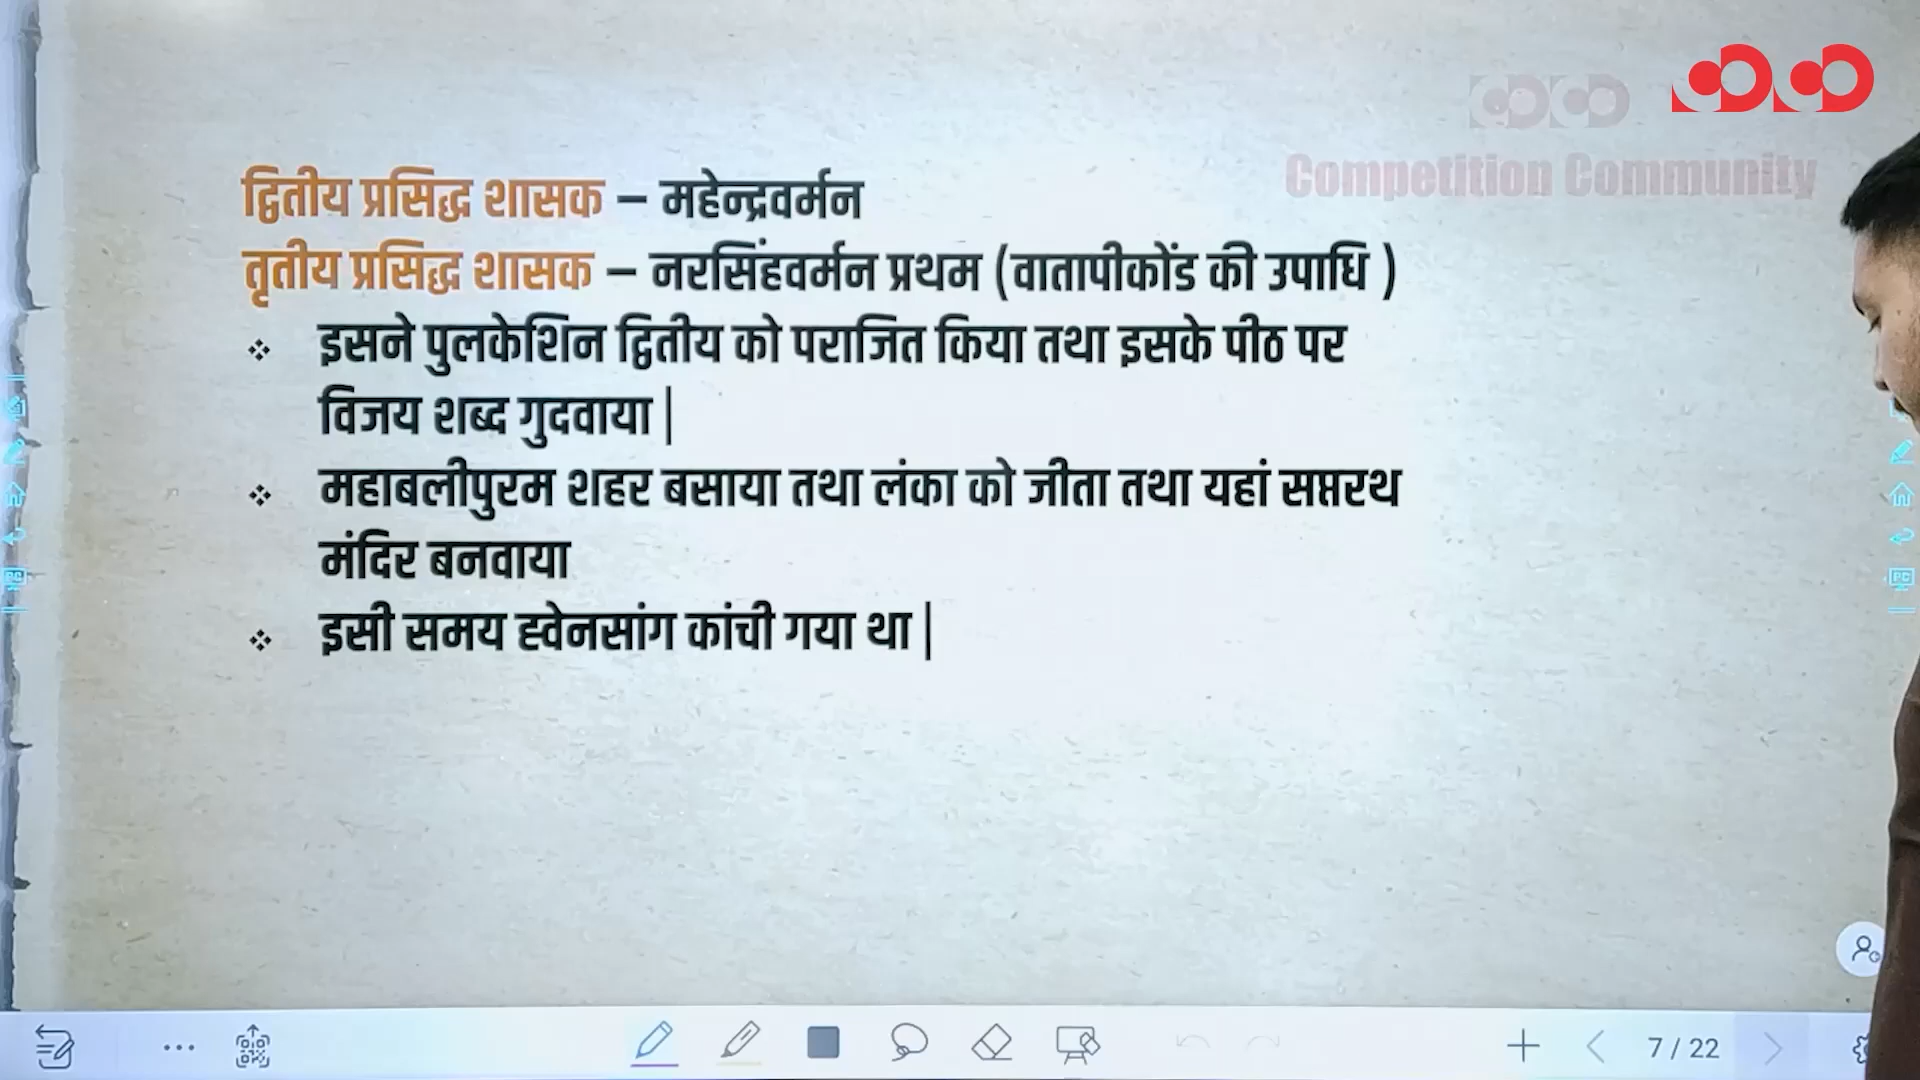 Competition Community
द्वितीय प्रसिद्ध शासक – महेन्द्रवर्मन
तृतीय प्रसिद्ध शासक – नरसिंहवर्मन प्रथम (वातापीकोंड की उपाधि )
❖ इसने पुलकेशिन द्वितीय को पराजित किया तथा इसके पीठ पर
विजय शब्द गुदवाया |
❖ महाबलीपुरम शहर बसाया तथा लंका को जीता तथा यहां सप्तरथ
मंदिर बनवाया
❖ इसी समय ह्वेनसांग कांची गया था |
7 / 22